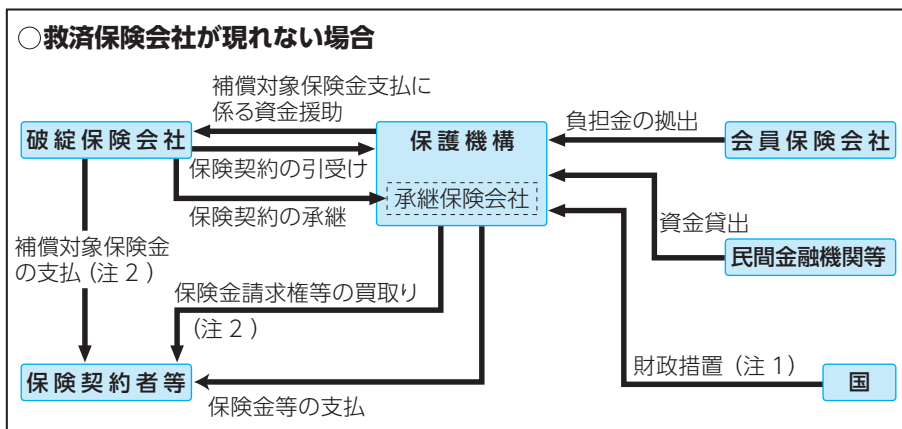 ○救済保険会社が現れない場合
補償対象保険金支払に
係る資金援助
破綻保険会社
保護機構
負担金の拠出
会員保険会社
保険契約の引受け
承継保険会社
保険契約の承継
資金貸出
民間金融機関等
補償対象保険金
の支払(注2)
保険金請求権等の買取り
(注2)
財政措置(注1)
国
保険契約者等
保険金等の支払